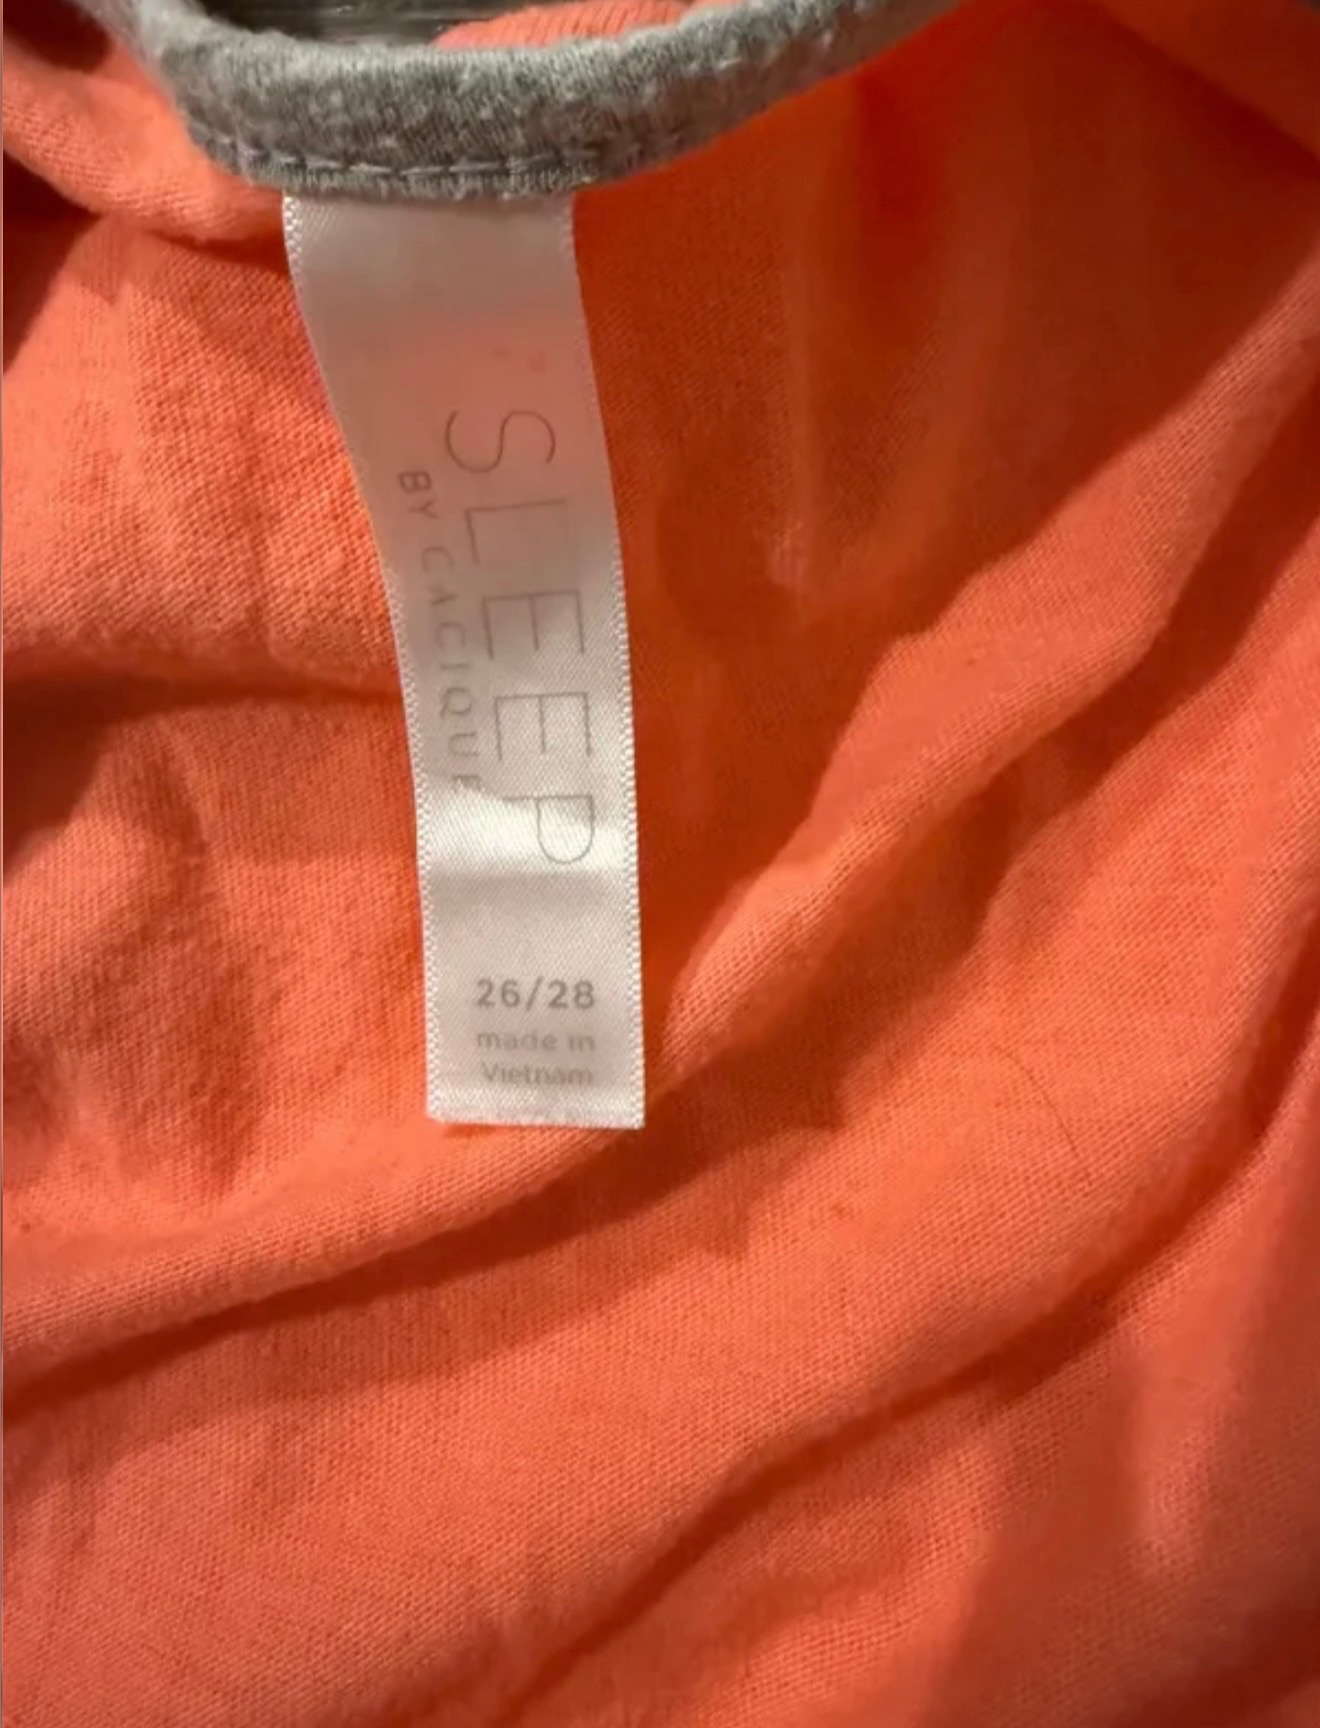 SLEEP
BY CACIQUE
26/28
made in
Vietnam